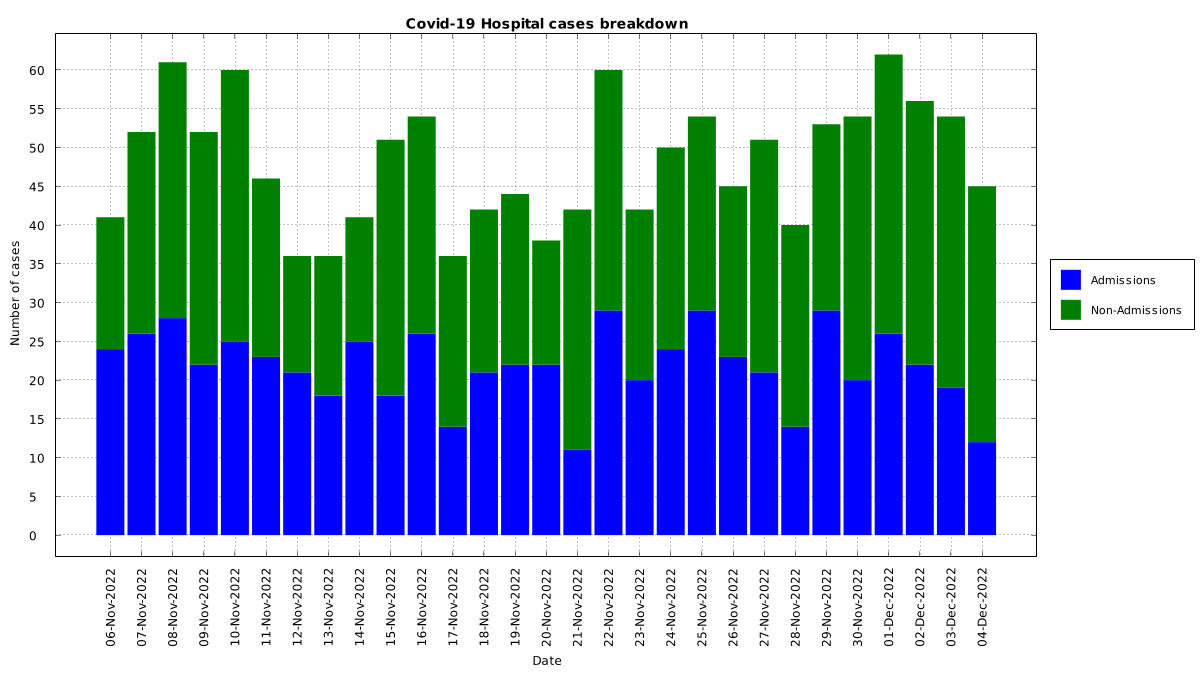 Covid-19 Hospital cases breakdown
60
55
50
45
40
35
30
25
20
15
10
5
0
Number of cases
06-Nov-2022
07-Nov-2022
08-Nov-2022
09-Nov-2022
10-Nov-2022
11-Nov-2022
12-Nov-2022
13-Nov-2022
14-Nov-2022
15-Nov-2022
16-Nov-2022
17-Nov-2022
18-Nov-2022
19-Nov-2022
20-Nov-2022
21-Nov-2022
22-Nov-2022
23-Nov-2022
24-Nov-2022
25-Nov-2022
26-Nov-2022
27-Nov-2022
28-Nov-2022
29-Nov-2022
30-Nov-2022
01-Dec-2022
02-Dec-2022
03-Dec-2022
04-Dec-2022
Date
Admissions
Non-Admissions